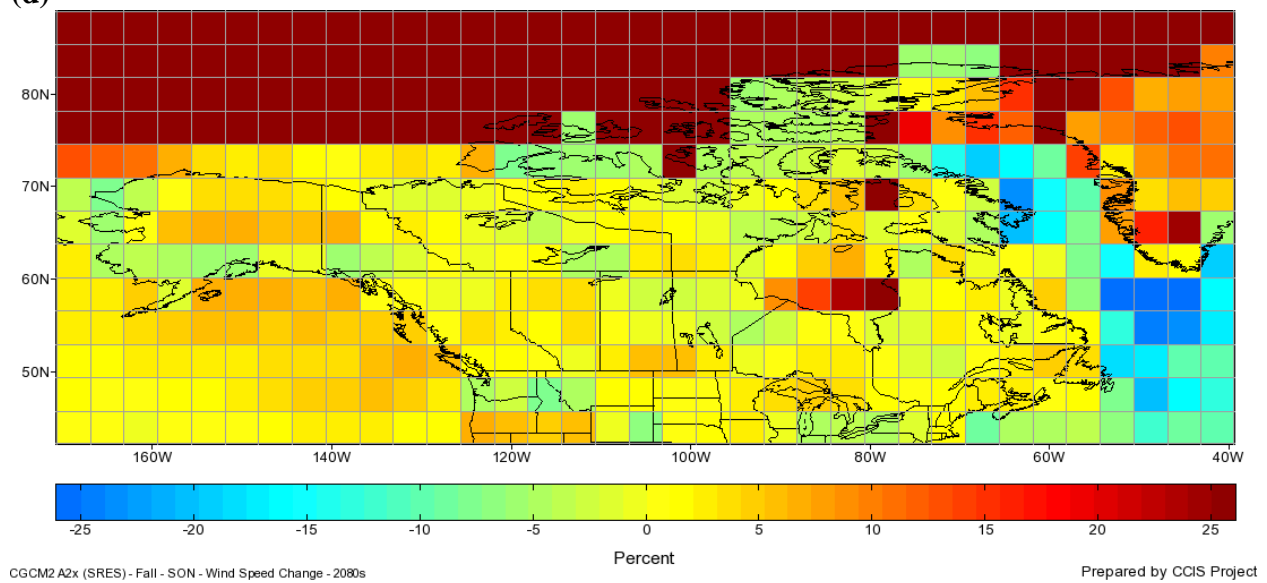 (d)
80N
70N
60N
50N
160W 140W 120W 100W 80W 60W 40W
-25 -20 -15 -10 -5 0 5 10 15 20 25
Percent
CGCM2 A2x (SRES) - Fall - SON - Wind Speed Change - 2080s Prepared by CCIS Project